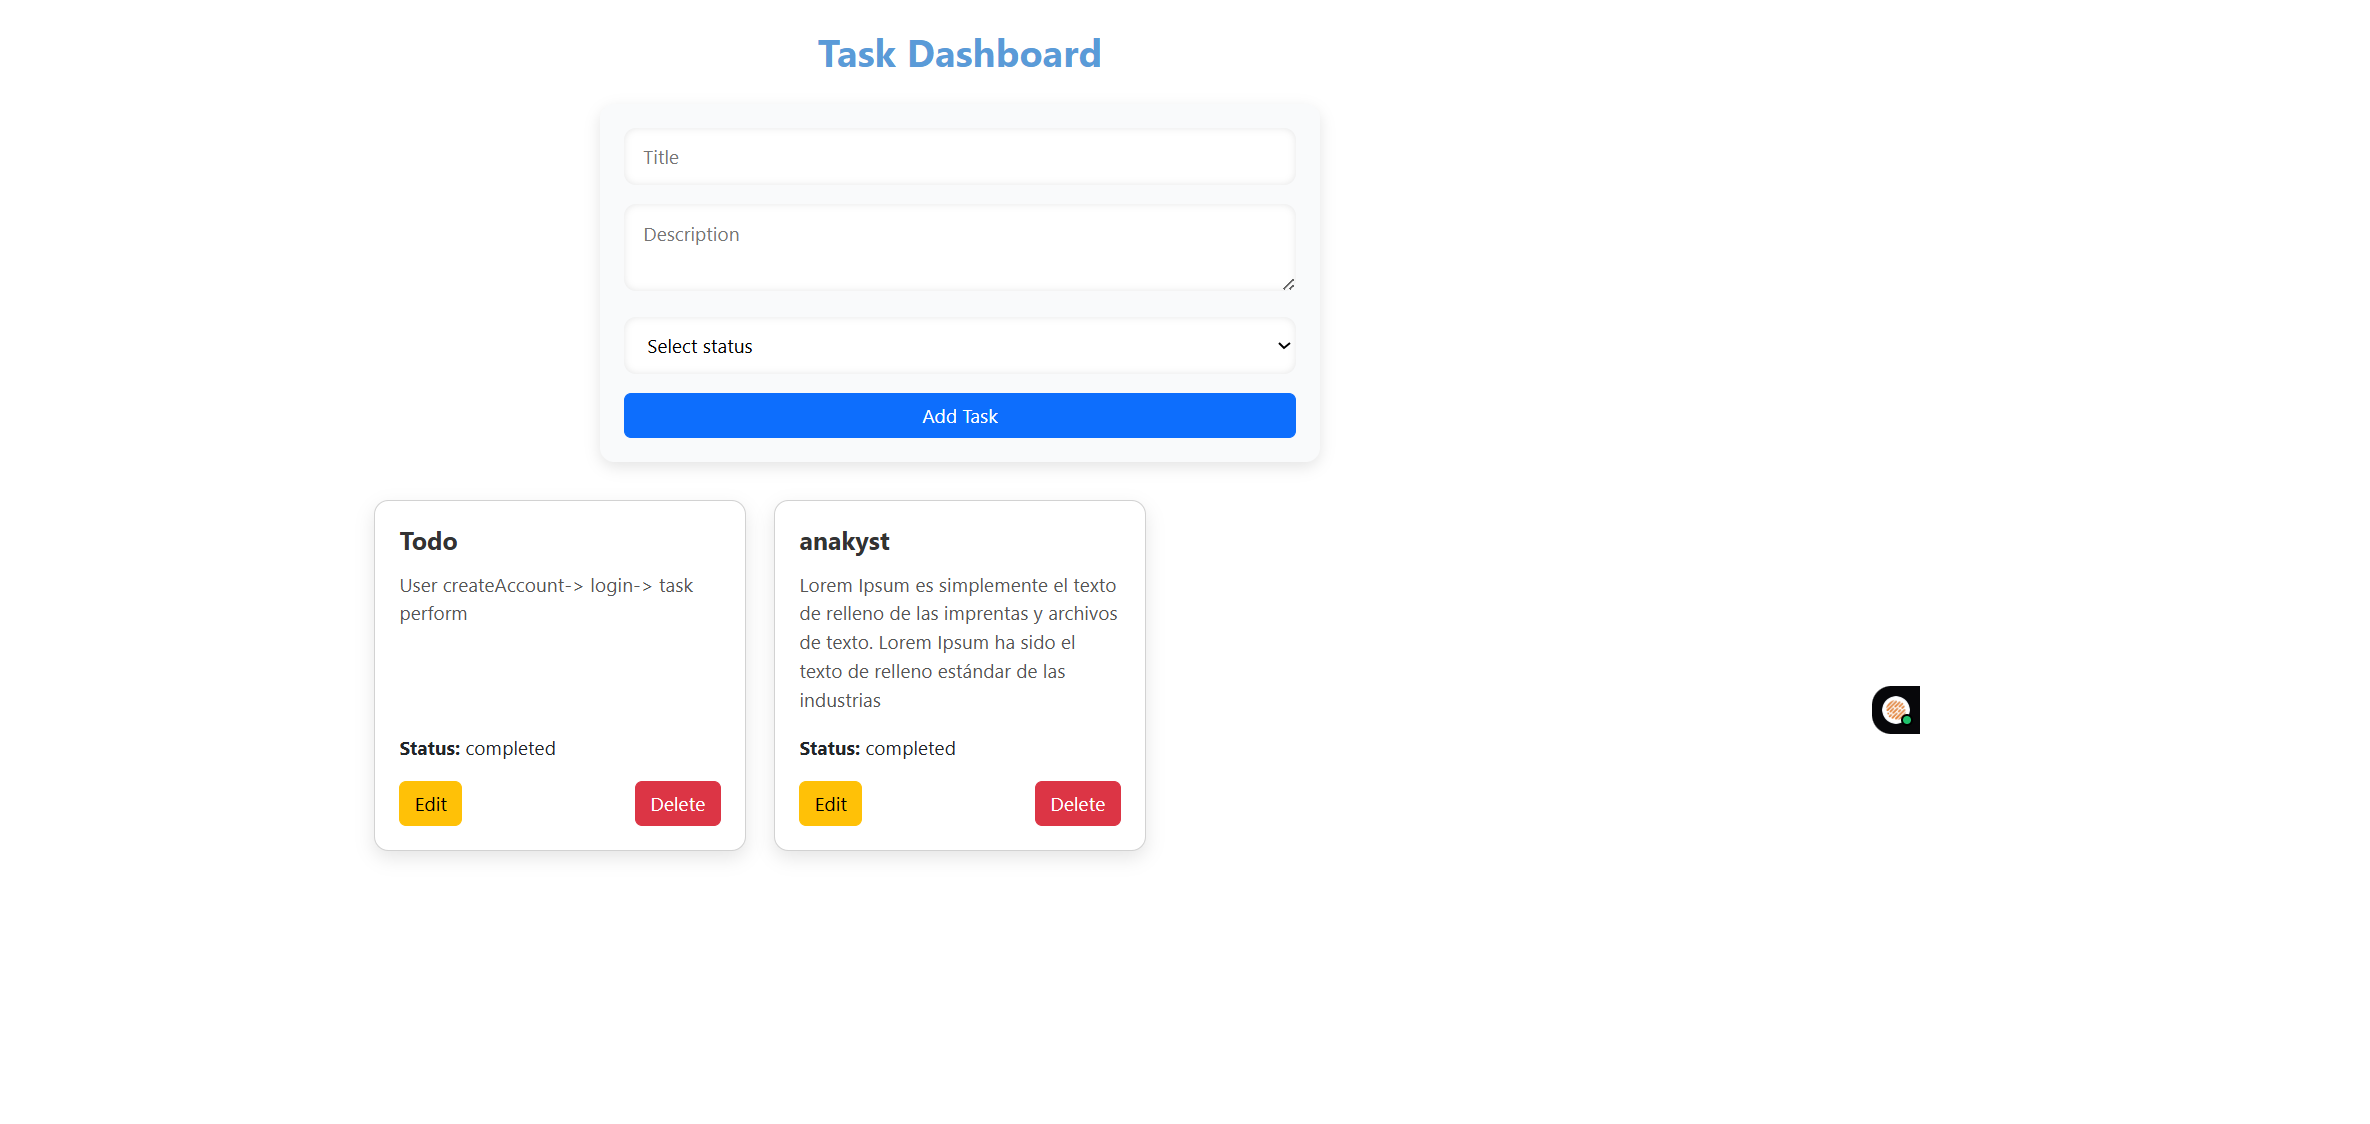 Task Dashboard
Title
Description
Select status
Add Task
Todo
User createAccount-> login-> task
perform
Status: completed
Edit
Delete
anakyst
Lorem Ipsum es simplemente el texto
de relleno de las imprentas y archivos
de texto. Lorem Ipsum ha sido el
texto de relleno estándar de las
industrias
Status: completed
Edit
Delete